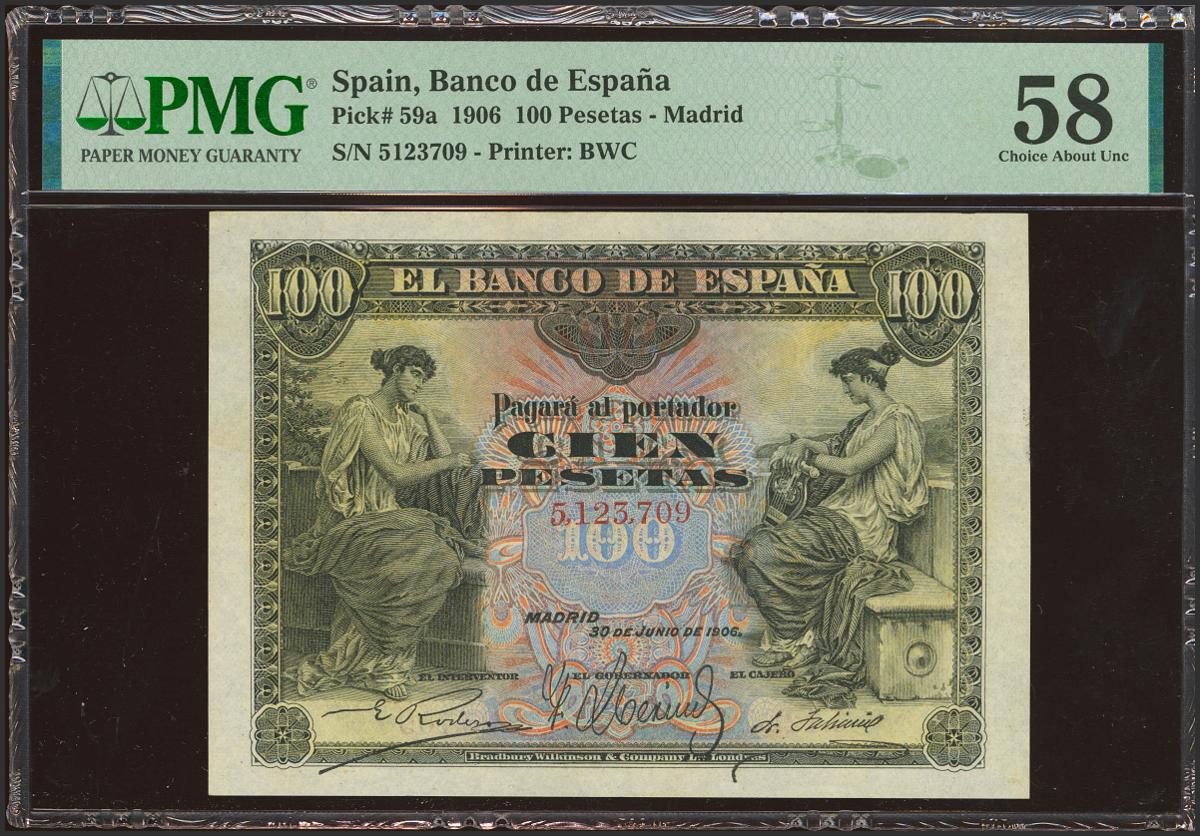 PMG®
PAPER MONEY GUARANTY
Spain, Banco de España
Pick# 59a 1906 100 Pesetas - Madrid
S/N 5123709 - Printer: BWC
58
Choice About Unc
100 EL BANCO DE ESPAÑA 100
Pagará al portador
CIEN
PESETAS
5,123,709
100
MADRID
30 DE JUNIO DE 1906.
EL INTERVENTOR EL GOBERNADOR EL CAJERO
Bradbury Wilkinson & Company Ld. Londres